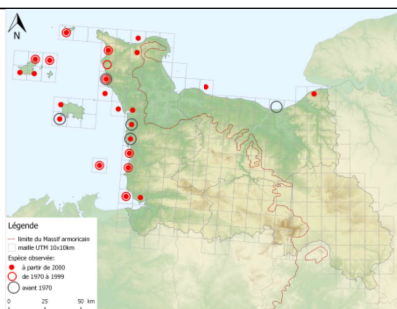 N
Légende
limite du Massif armoricain
maille UTM 10x10km
Espèce observée:
à partir de 2000
de 1970 à 1999
avant 1970
0 25 50 km